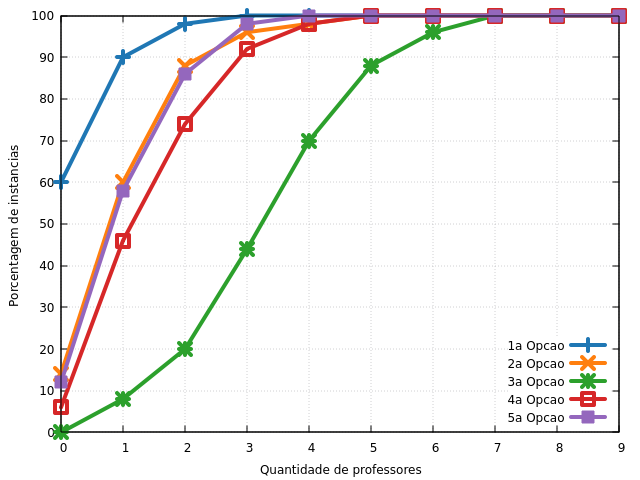 100
90
80
70
60
50
40
30
20
10
0
Porcentagem de instancias
1a Opcao
2a Opcao
3a Opcao
4a Opcao
5a Opcao
0 1 2 3 4 5 6 7 8 9
Quantidade de professores